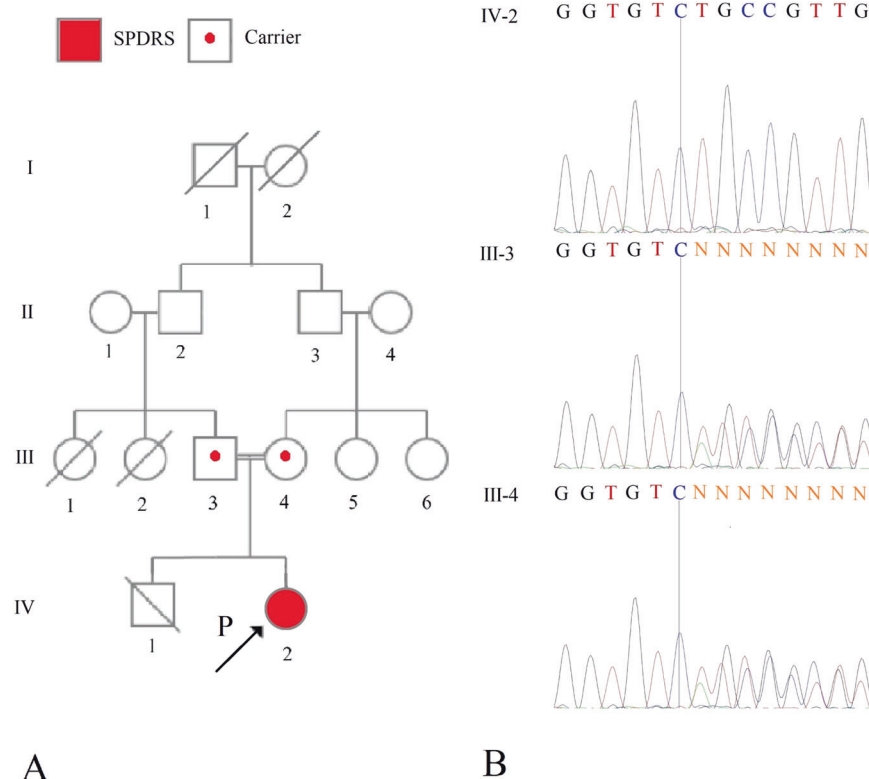 SPDRS
Carrier
I
1
2
II
1
2
3
4
III
1
2
3
4
5
6
IV
1
P
2
A
IV-2
G G T G T C T G C C G T T G
III-3
G G T G T C N N N N N N N N
III-4
G G T G T C N N N N N N N N
B